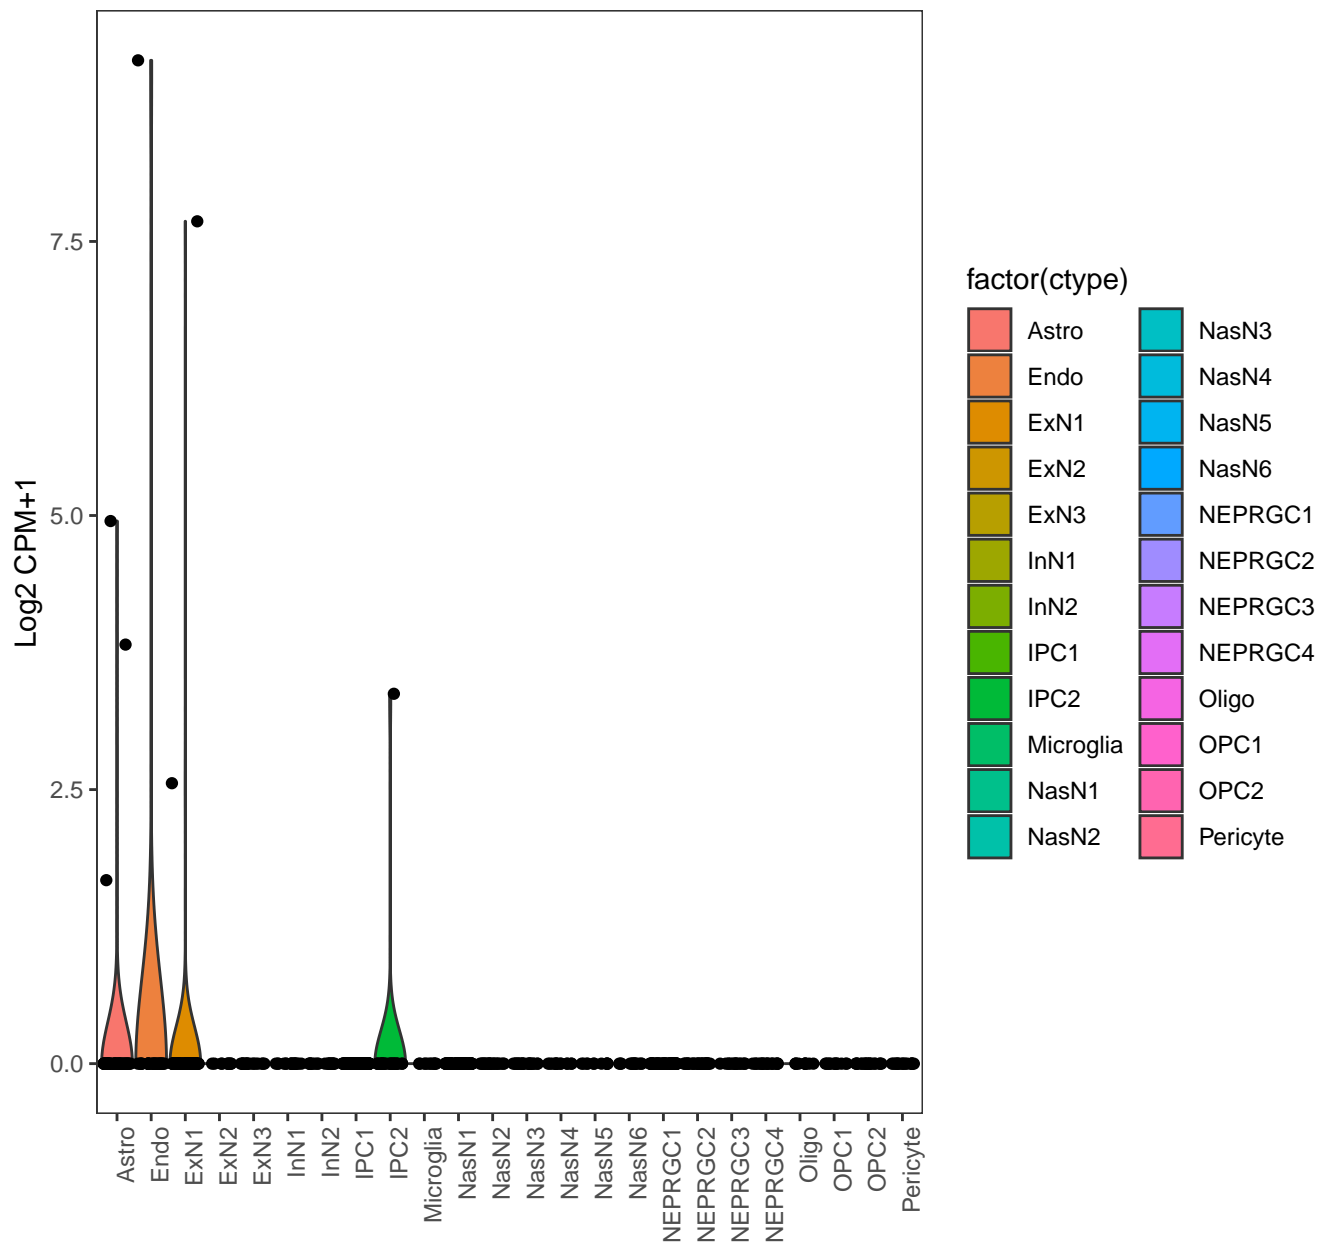 Log2 CPM+1
7.5
5.0
2.5
0.0
Astro
Endo
ExN1
ExN2
ExN3
InN1
InN2
IPC1
IPC2
Microglia
NasN1
NasN2
NasN3
NasN4
NasN5
NasN6
NEPRGC1
NEPRGC2
NEPRGC3
NEPRGC4
Oligo
OPC1
OPC2
Pericyte
factor(ctype)
Astro
Endo
ExN1
ExN2
ExN3
InN1
InN2
IPC1
IPC2
Microglia
NasN1
NasN2
NasN3
NasN4
NasN5
NasN6
NEPRGC1
NEPRGC2
NEPRGC3
NEPRGC4
Oligo
OPC1
OPC2
Pericyte